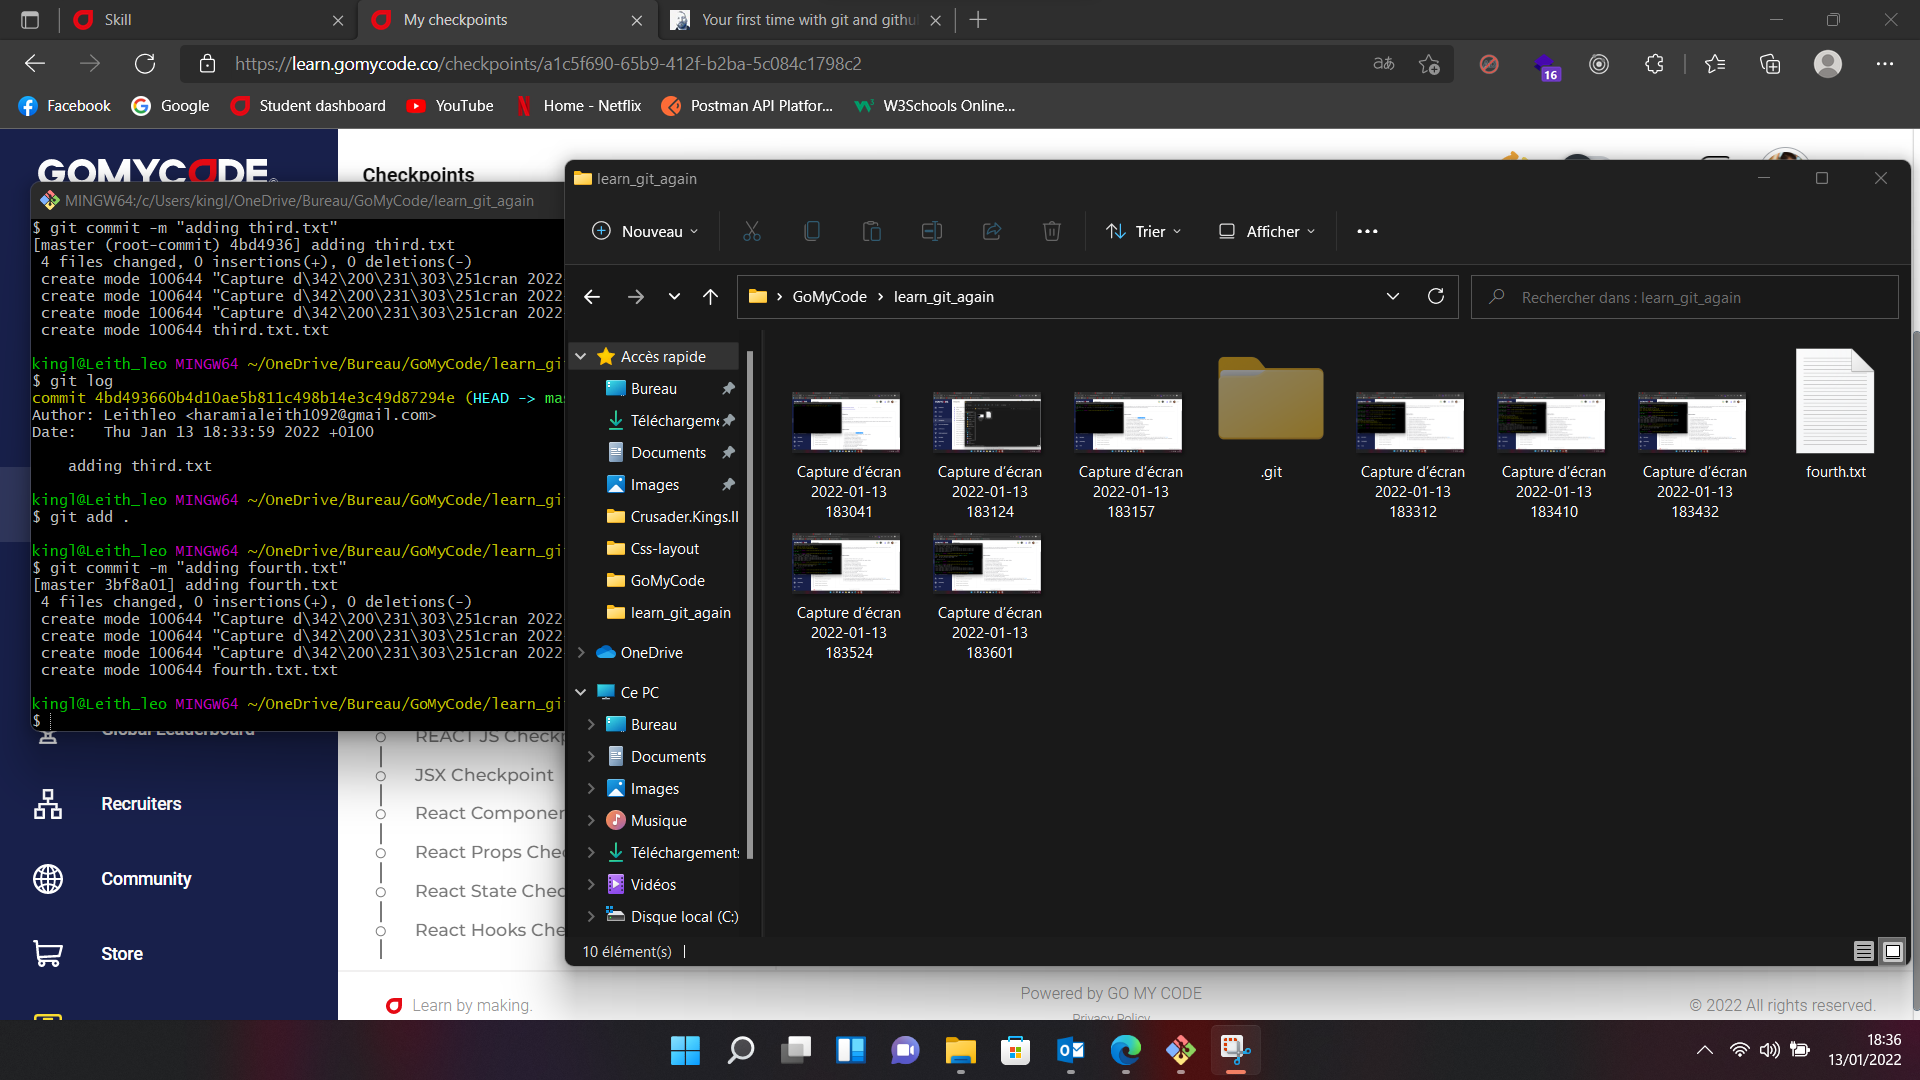 Skill
My checkpoints
Your first time with git and githu
https://learn.gomycode.co/checkpoints/a1c5f690-65b9-412f-b2ba-5c084c1798c2
16
Facebook
Google
Student dashboard
YouTube
Home - Netflix
Postman API Platfor...
W3Schools Online...
GOMYCODE
Checkpoints
MINGW64:/c/Users/kingl/OneDrive/Bureau/GoMyCode/learn_git_again
$ git commit -m "adding third.txt"
[master (root-commit) 4bd4936] adding third.txt
4 files changed, 0 insertions(+), 0 deletions(-)
create mode 100644 "Capture d\342\200\231\303\251cran 2022
create mode 100644 "Capture d\342\200\231\303\251cran 2022
create mode 100644 "Capture d\342\200\231\303\251cran 2022
create mode 100644 third.txt.txt
kingl@Leith_leo MINGW64 ~/OneDrive/Bureau/GoMyCode/learn_gi
$ git log
commit 4bd493660b4d10ae5b811c498b14e3c49d87294e (HEAD -> ma
Author: Leithleo <haramialeith1092@gmail.com>
Date:   Thu Jan 13 18:33:59 2022 +0100
adding third.txt
kingl@Leith_leo MINGW64 ~/OneDrive/Bureau/GoMyCode/learn_gi
$ git add .
kingl@Leith_leo MINGW64 ~/OneDrive/Bureau/GoMyCode/learn_gi
$ git commit -m "adding fourth.txt"
[master 3bf8a01] adding fourth.txt
4 files changed, 0 insertions(+), 0 deletions(-)
create mode 100644 "Capture d\342\200\231\303\251cran 2022
create mode 100644 "Capture d\342\200\231\303\251cran 2022
create mode 100644 "Capture d\342\200\231\303\251cran 2022
create mode 100644 fourth.txt.txt
kingl@Leith_leo MINGW64 ~/OneDrive/Bureau/GoMyCode/learn_gi
$
Global Leaderboard
Recruiters
Community
Store
REACT JS Checkp
JSX Checkpoint
React Componen
React Props Che
React State Chec
React Hooks Che
learn_git_again
Nouveau
Trier
Afficher
GoMyCode
learn_git_again
Rechercher dans : learn_git_again
Accès rapide
Bureau
Téléchargeme
Documents
Images
Crusader.Kings.II
Css-layout
GoMyCode
learn_git_again
OneDrive
Ce PC
Bureau
Documents
Images
Musique
Téléchargements
Vidéos
Disque local (C:)
Capture d'écran 2022-01-13 183041
Capture d'écran 2022-01-13 183124
Capture d'écran 2022-01-13 183157
.git
Capture d'écran 2022-01-13 183312
Capture d'écran 2022-01-13 183410
Capture d'écran 2022-01-13 183432
fourth.txt
Capture d'écran 2022-01-13 183524
Capture d'écran 2022-01-13 183601
10 élément(s)
Learn by making.
Powered by GO MY CODE
Privacy Policy
© 2022 All rights reserved.
18:36
13/01/2022